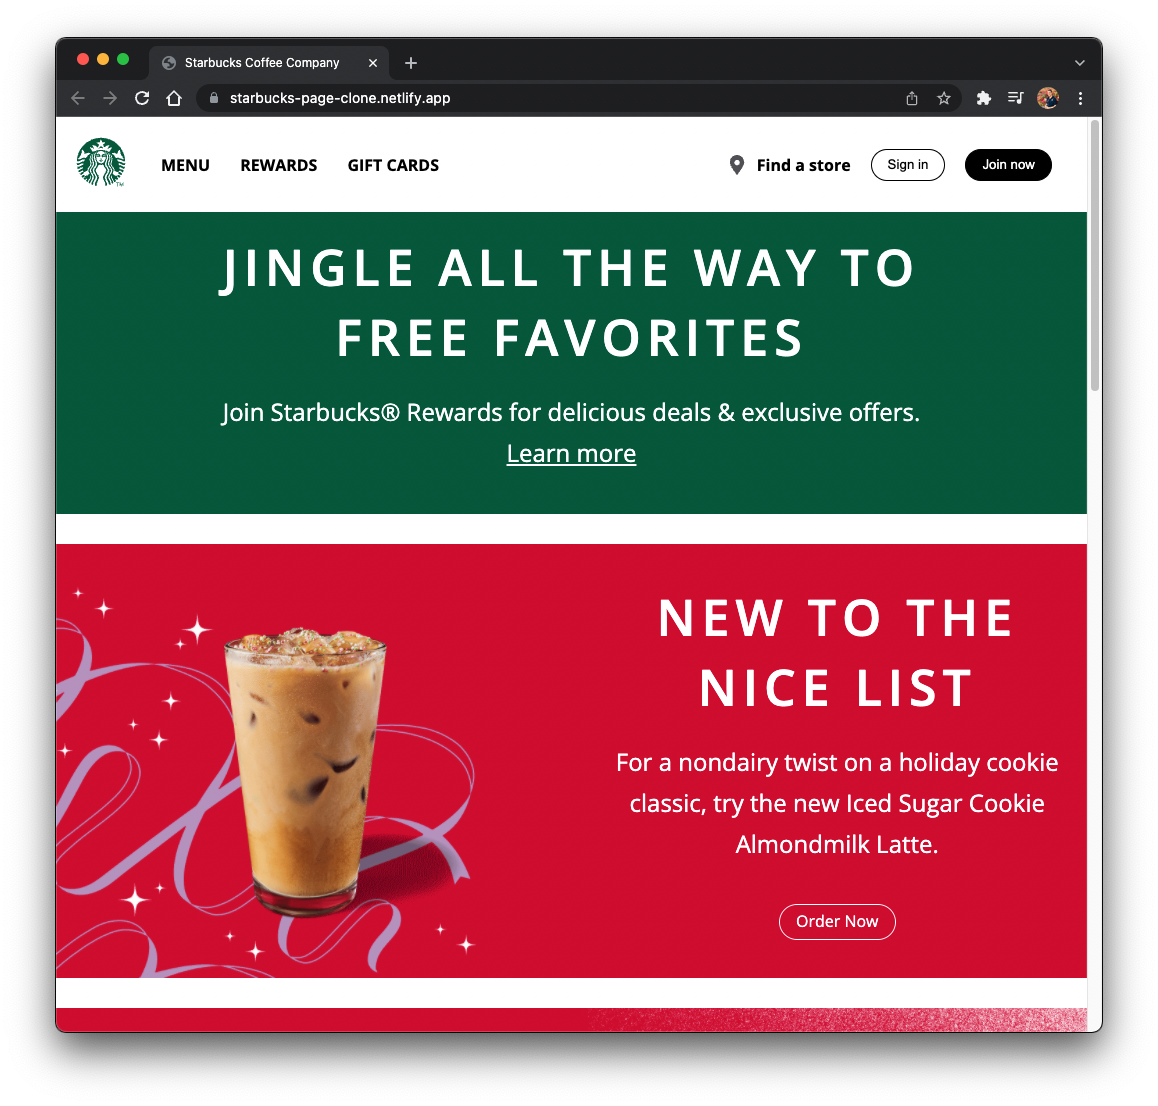 Starbucks Coffee Company
starbucks-page-clone.netlify.app
MENU REWARDS GIFT CARDS Find a store Sign in Join now
TM
JINGLE ALL THE WAY TO
FREE FAVORITES
Join Starbucks® Rewards for delicious deals & exclusive offers.
Learn more
NEW TO THE
NICE LIST
For a nondairy twist on a holiday cookie
classic, try the new Iced Sugar Cookie
Almondmilk Latte.
Order Now